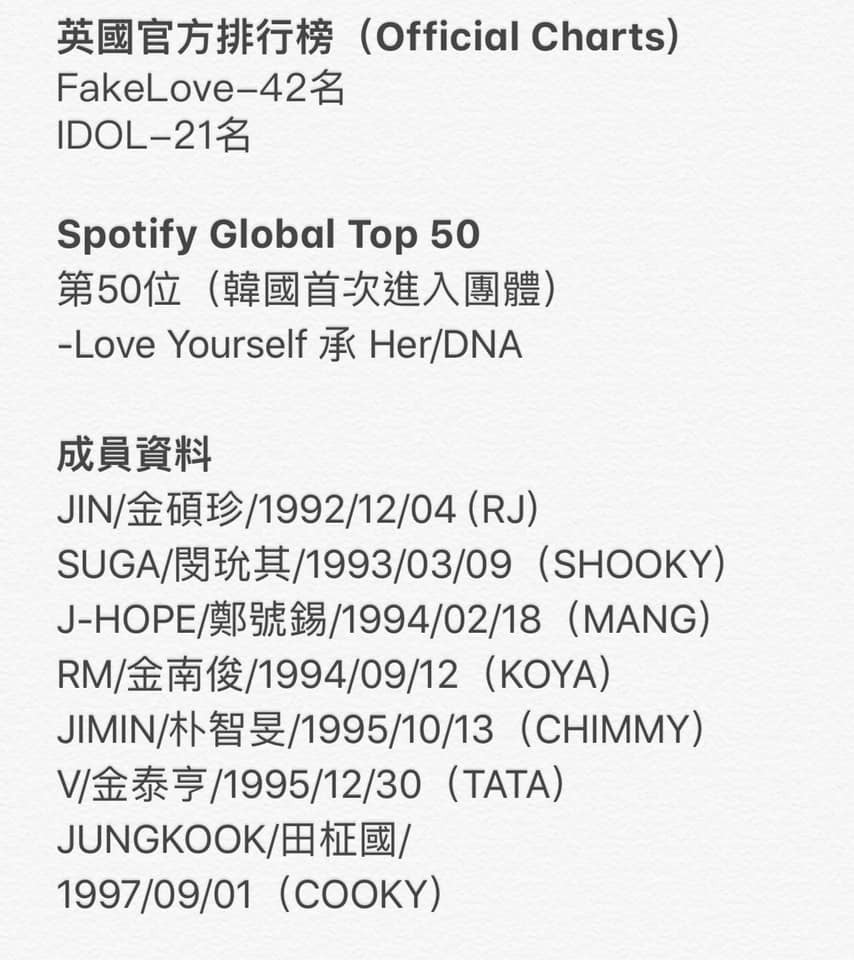 英國官方排行榜（Official Charts）
FakeLove–42名
IDOL–21名
Spotify Global Top 50
第50位（韓國首次進入團體）
-Love Yourself 承 Her/DNA
成員資料
JIN/金碩珍/1992/12/04 (RJ)
SUGA/閔玧其/1993/03/09（SHOOKY）
J-HOPE/鄭號錫/1994/02/18（MANG）
RM/金南俊/1994/09/12（KOYA）
JIMIN/朴智旻/1995/10/13（CHIMMY）
V/金泰亨/1995/12/30（TATA）
JUNGKOOK/田柾國/
1997/09/01（COOKY）